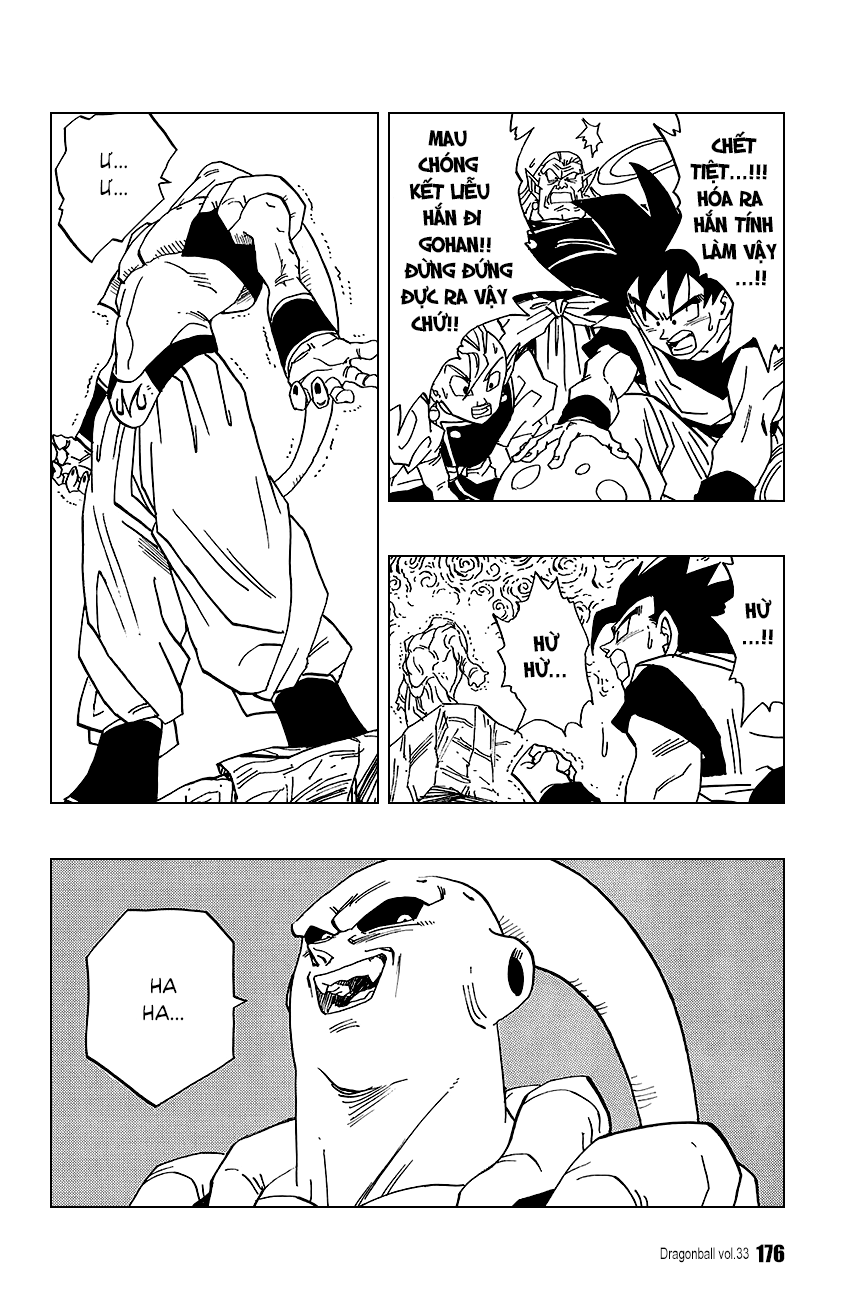 CHẾT
TIỆT...!!!
HÓA RA
HẮN TÍNH
LÀM VẬY
...!!
MAU
CHÓNG
KẾT LIỄU
HẮN ĐI
GOHAN!!
ĐỪNG ĐỨNG
ĐỰC RA VẬY
CHỨ!!
Ư...
Ư...
HỪ
...!!
HỪ
HỪ...
HA
HA...
Dragonball vol.33 176